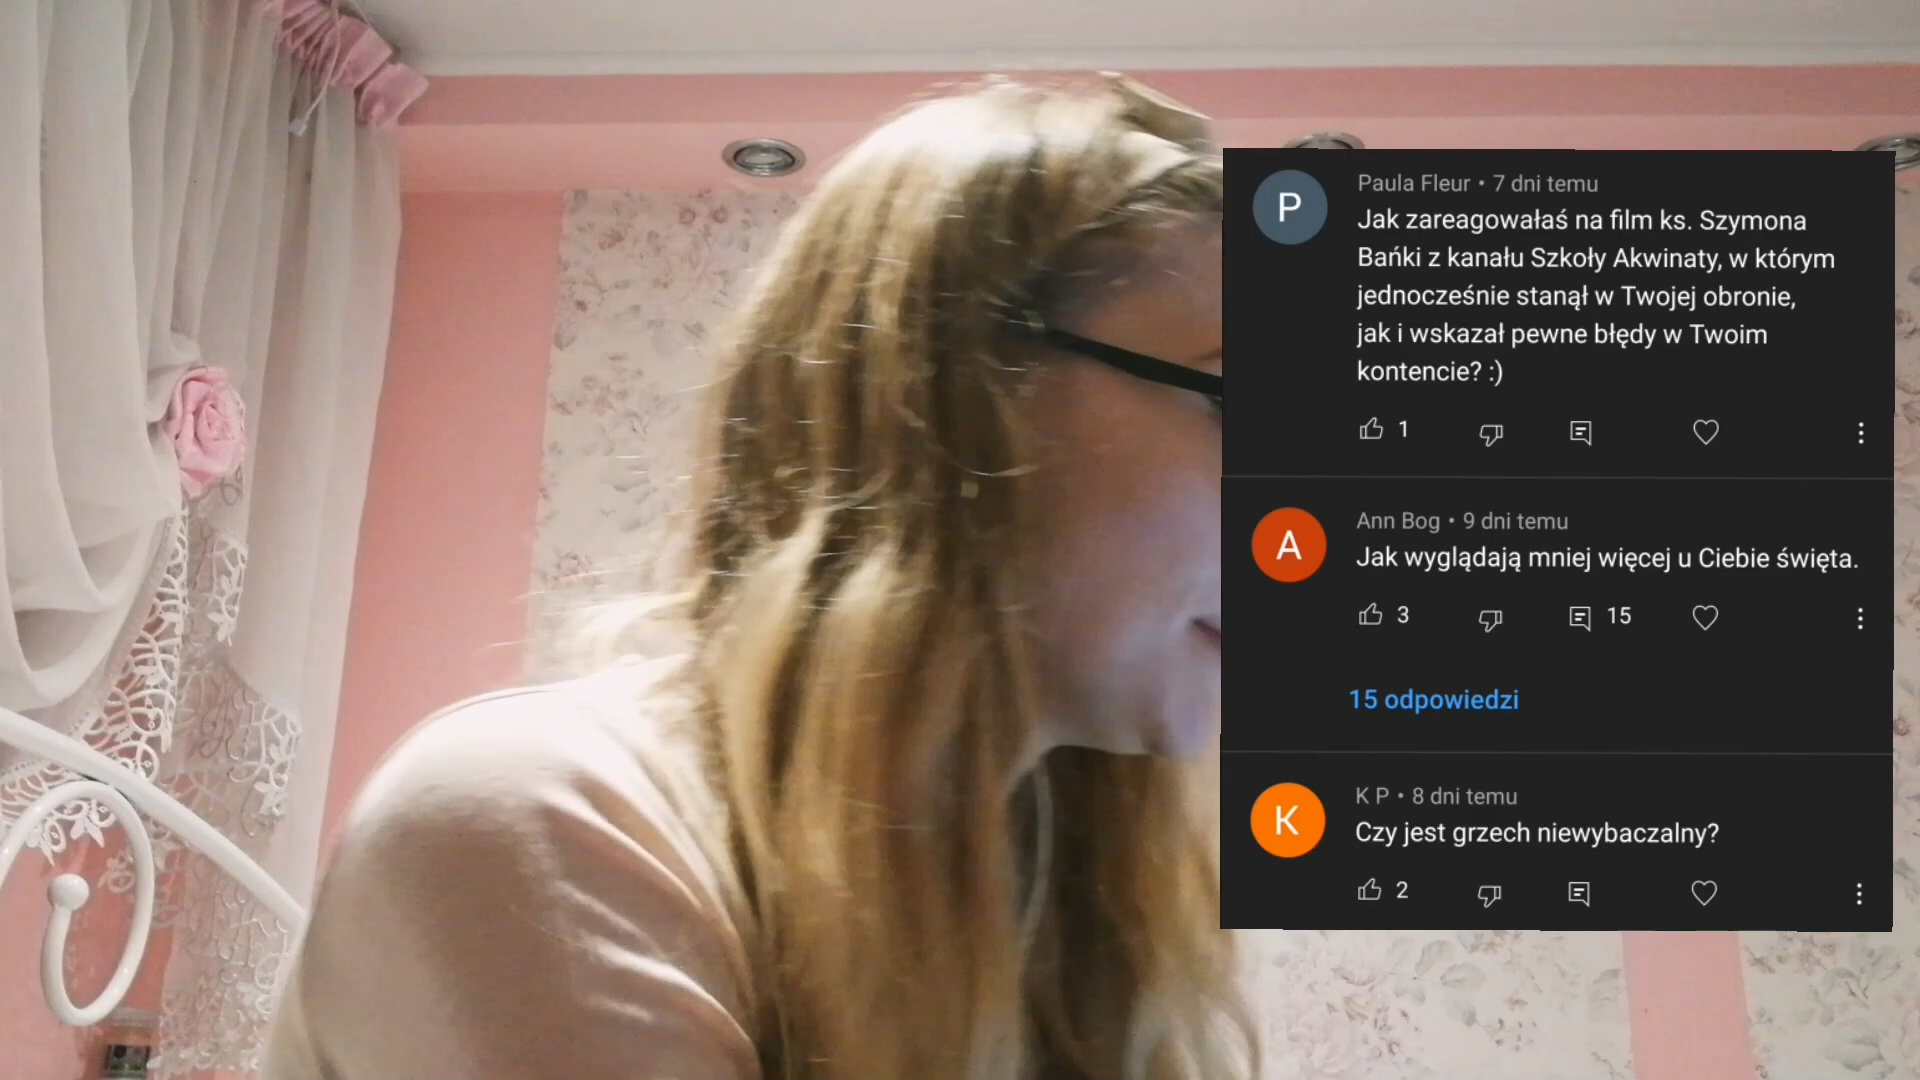 P
Paula Fleur • 7 dni temu
Jak zareagowałaś na film ks. Szymona
Bańki z kanału Szkoły Akwinaty, w którym
jednocześnie stanął w Twojej obronie,
jak i wskazał pewne błędy w Twoim
kontencie? :)
1
A
Ann Bog • 9 dni temu
Jak wyglądają mniej więcej u Ciebie święta.
3 15
15 odpowiedzi
K
K P • 8 dni temu
Czy jest grzech niewybaczalny?
2